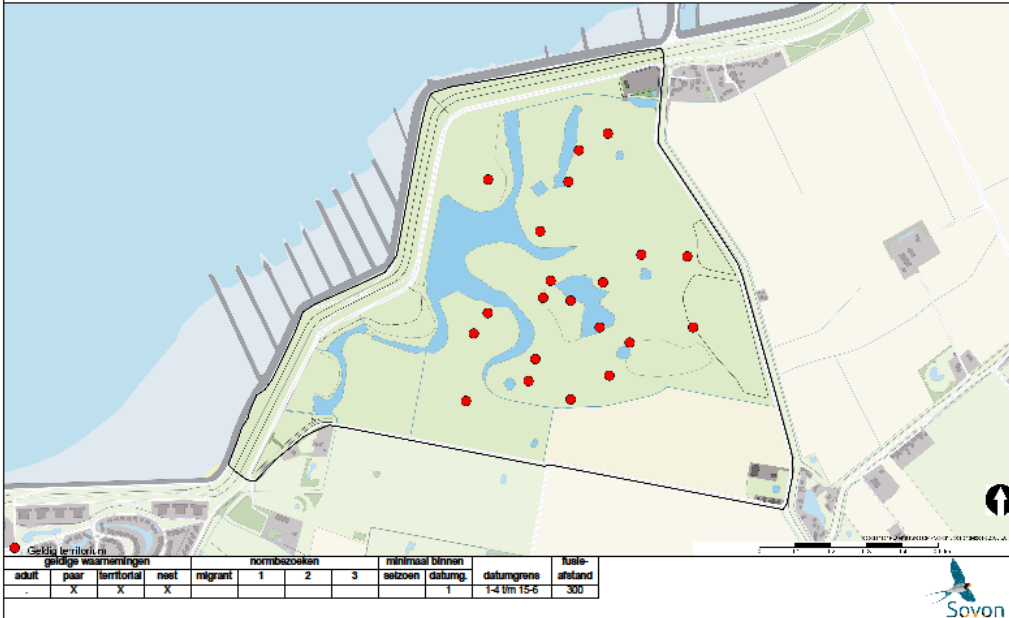 Geldig territorium
geldige waarnemingen normbezoeken minimaal binnen fusie-
adult paar territorial nest migrant 1 2 3 seizoen datumg. datumgrens afstand
. X X X 1 1-4 t/m 15-6 300
Sovon